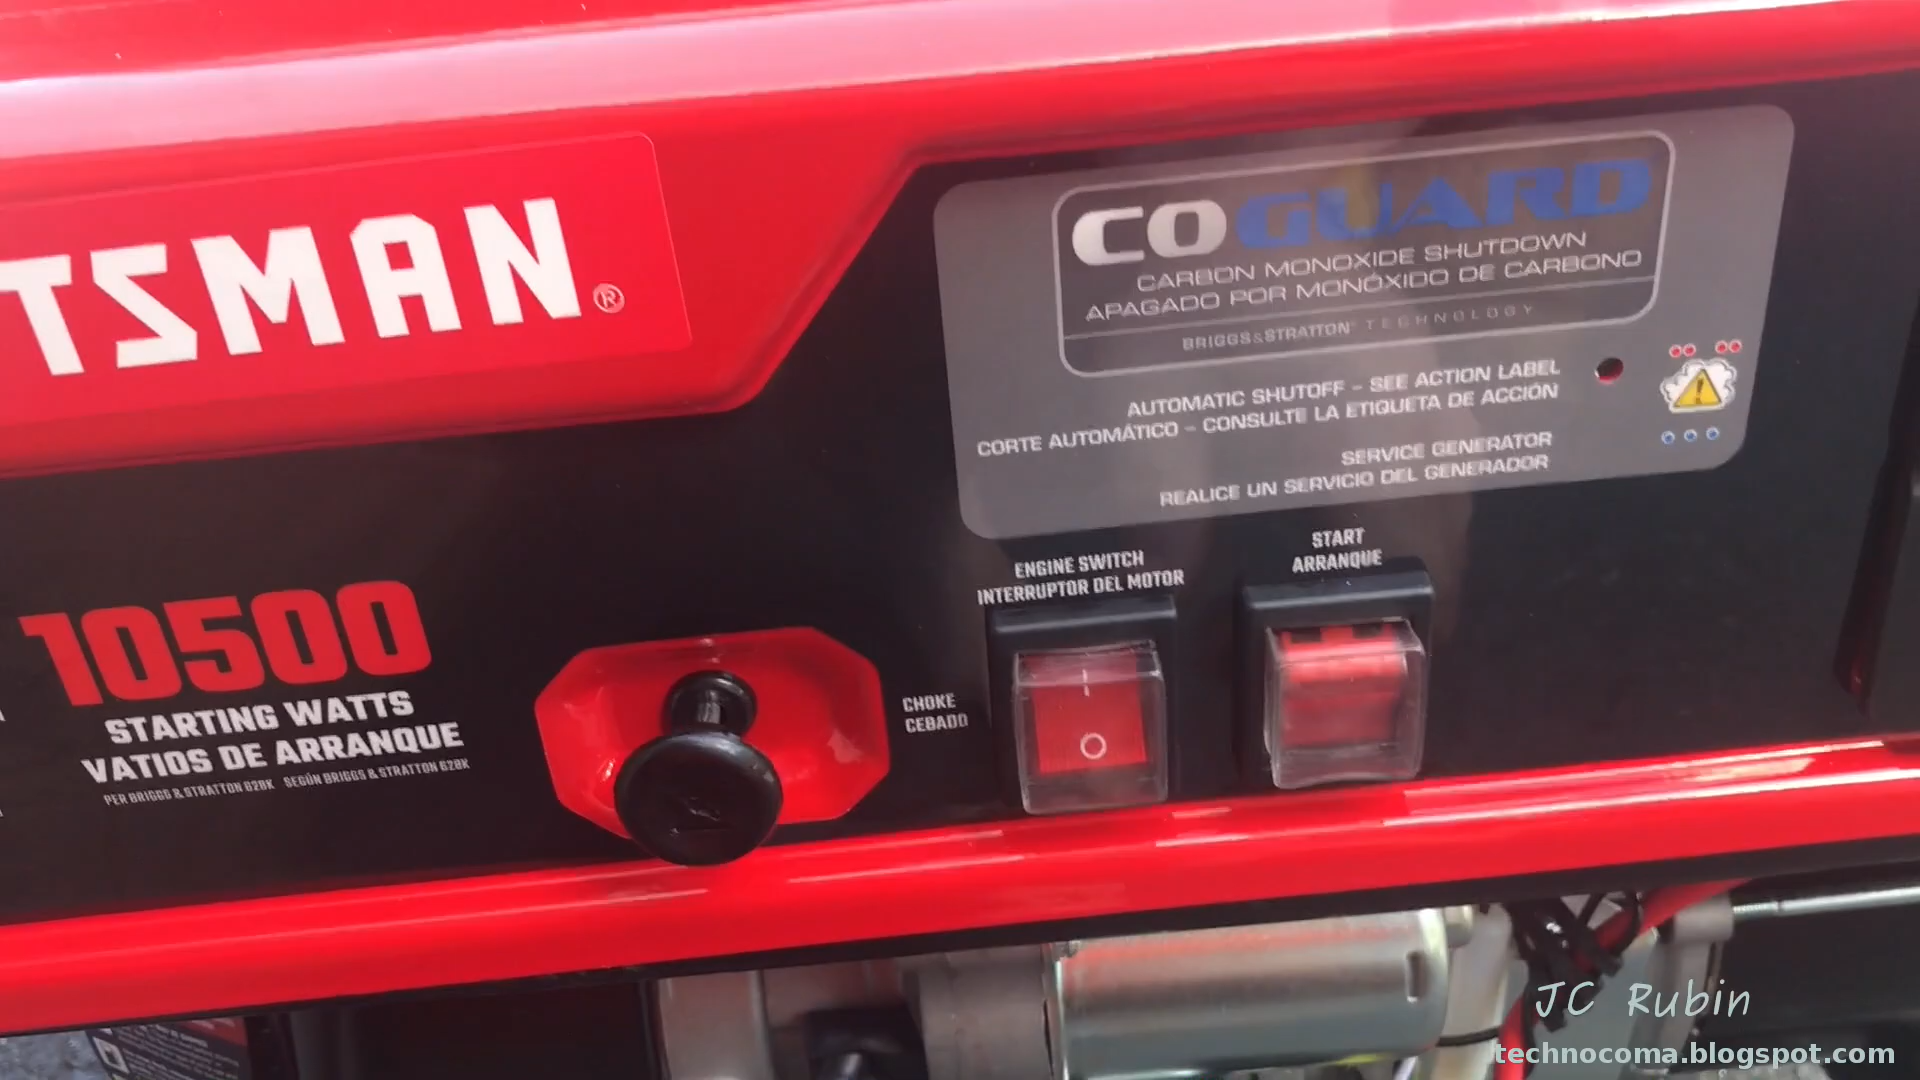 TSMAN®
COGUARD
CARBON MONOXIDE SHUTDOWN
APAGADO POR MONÓXIDO DE CARBONO
BRIGGS&STRATTON® TECHNOLOGY
AUTOMATIC SHUTOFF - SEE ACTION LABEL
CORTE AUTOMÁTICO - CONSULTE LA ETIQUETA DE ACCIÓN
SERVICE GENERATOR
REALICE UN SERVICIO DEL GENERADOR
10500
STARTING WATTS
VATIOS DE ARRANQUE
PER BRIGGS & STRATTON 628K SEGÚN BRIGGS & STRATTON 628K
CHOKE
CEBADO
ENGINE SWITCH
INTERRUPTOR DEL MOTOR
START
ARRANQUE
JC Rubin
technocoma.blogspot.com